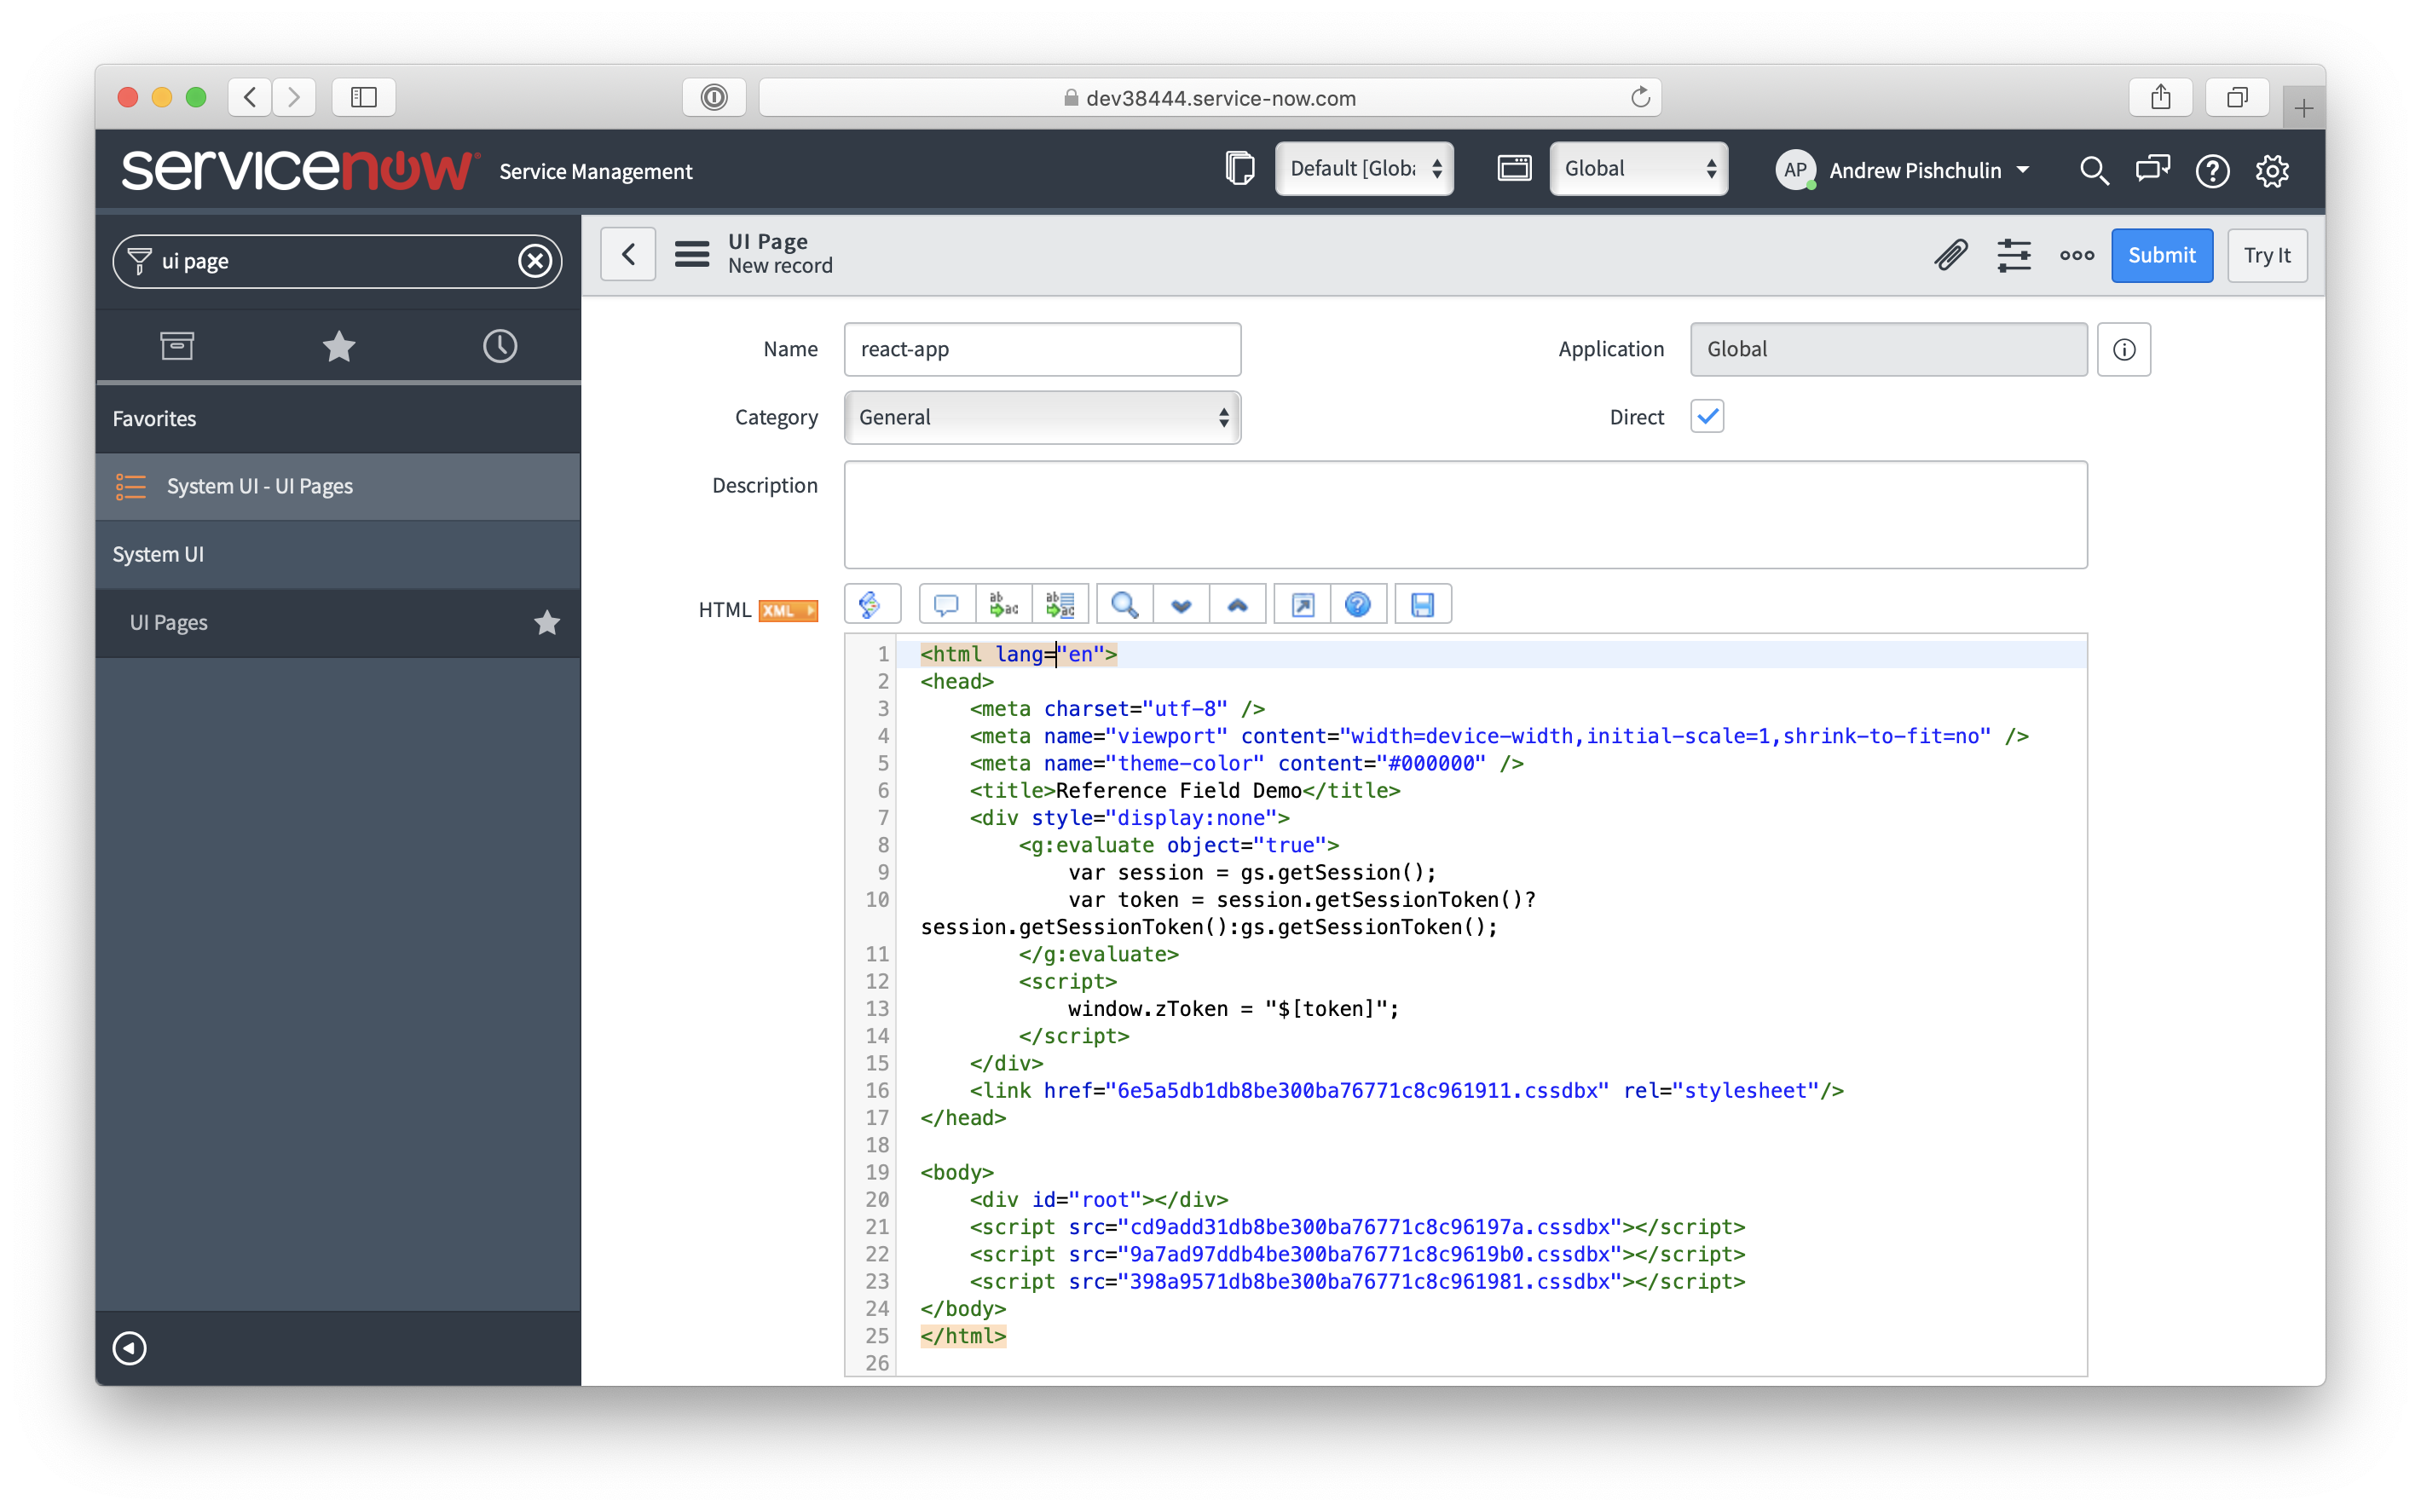 dev38444.service-now.com
servicenow Service Management
Default [Globa
Global
AP
Andrew Pishchulin
ui page
UI Page
New record
Submit
Try It
Favorites
System UI - UI Pages
System UI
UI Pages
Name
react-app
Application
Global
Category
General
Direct
Description
HTML XML
1 <html lang="en">
2 <head>
3 <meta charset="utf-8" />
4 <meta name="viewport" content="width=device-width,initial-scale=1,shrink-to-fit=no" />
5 <meta name="theme-color" content="#000000" />
6 <title>Reference Field Demo</title>
7 <div style="display:none">
8 <g:evaluate object="true">
9 var session = gs.getSession();
10 var token = session.getSessionToken()?
session.getSessionToken():gs.getSessionToken();
11 </g:evaluate>
12 <script>
13 window.zToken = "$[token]";
14 </script>
15 </div>
16 <link href="6e5a5db1db8be300ba76771c8c961911.cssdbx" rel="stylesheet"/>
17 </head>
18
19 <body>
20 <div id="root"></div>
21 <script src="cd9add31db8be300ba76771c8c96197a.cssdbx"></script>
22 <script src="9a7ad97ddb4be300ba76771c8c9619b0.cssdbx"></script>
23 <script src="398a9571db8be300ba76771c8c961981.cssdbx"></script>
24 </body>
25 </html>
26